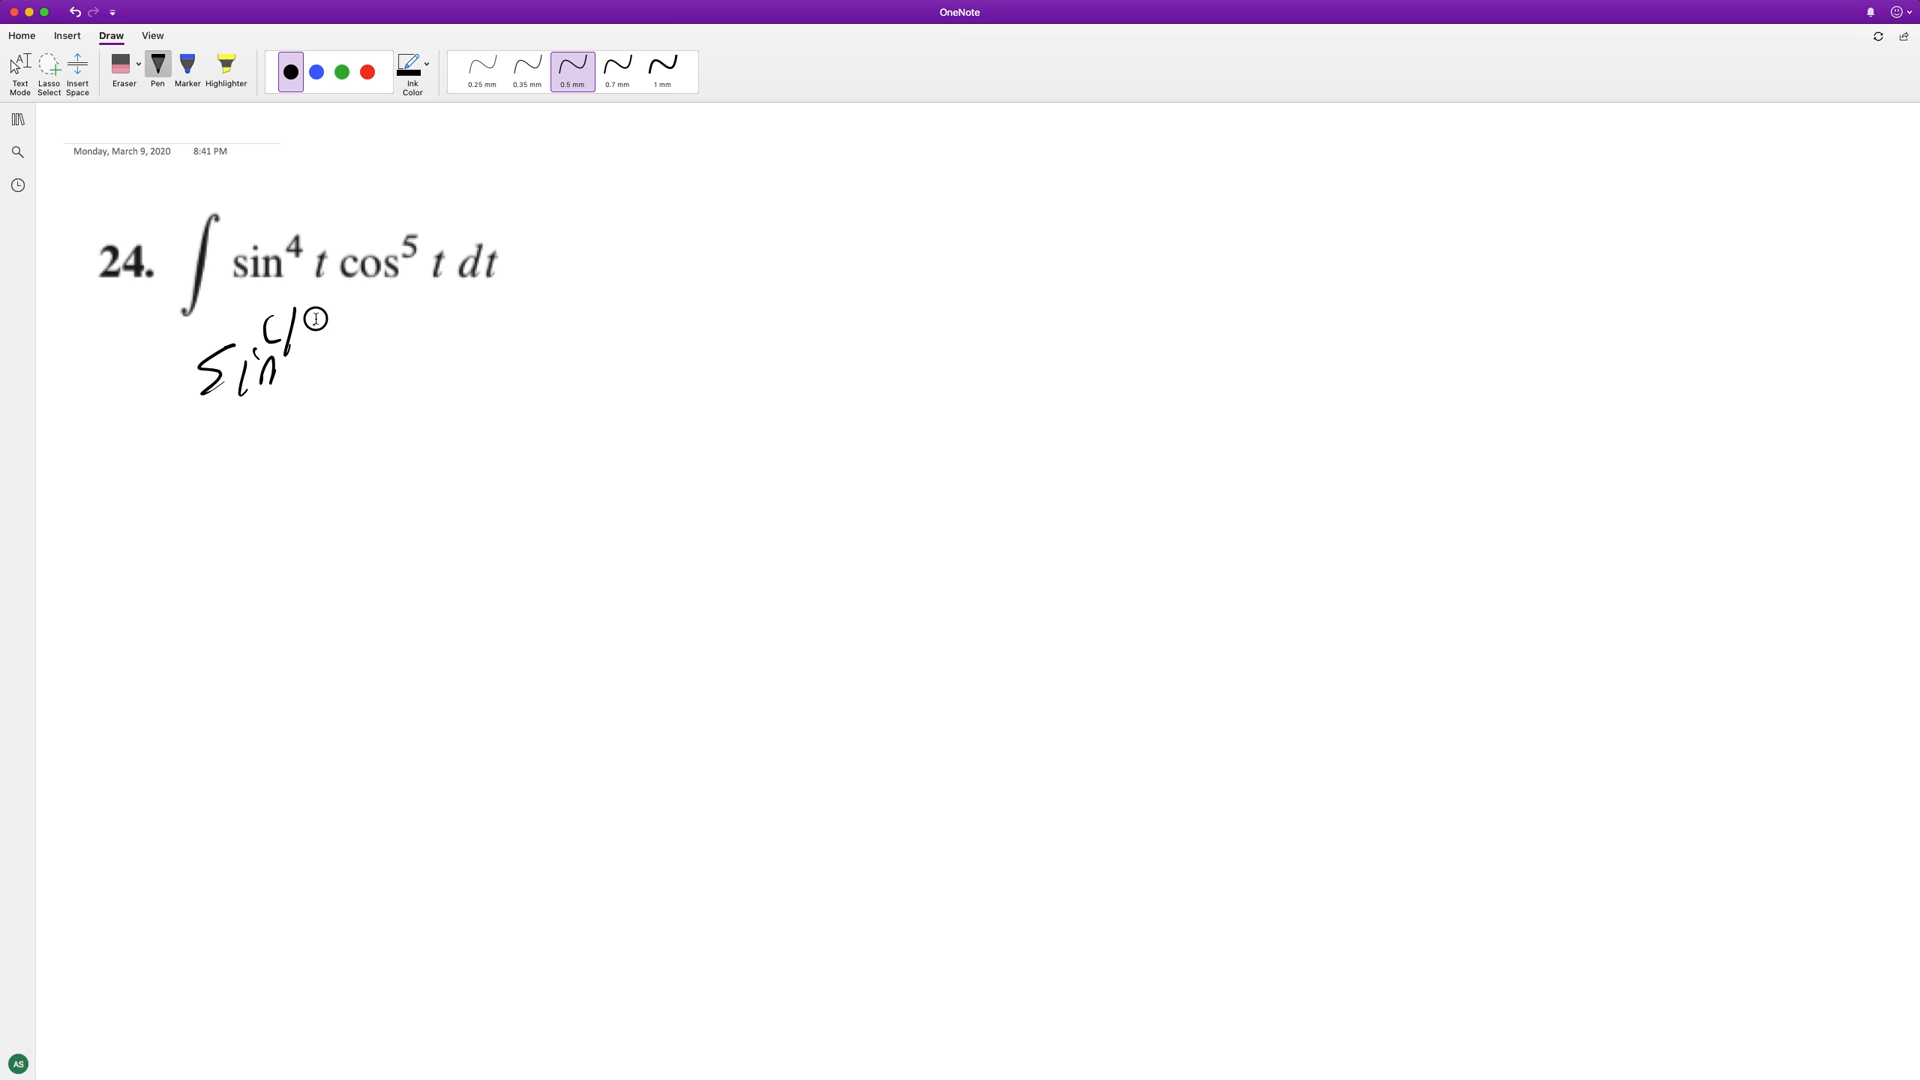 OneNote
Home Insert Draw View
Text Mode
Lasso Select
Insert Space
Eraser
Pen
Marker
Highlighter
Ink Color
0.25 mm
0.35 mm
0.5 mm
0.7 mm
1 mm
Monday, March 9, 2020 8:41 PM
24. ∫ sin⁴ t cos⁵ t dt
sin⁴
AS